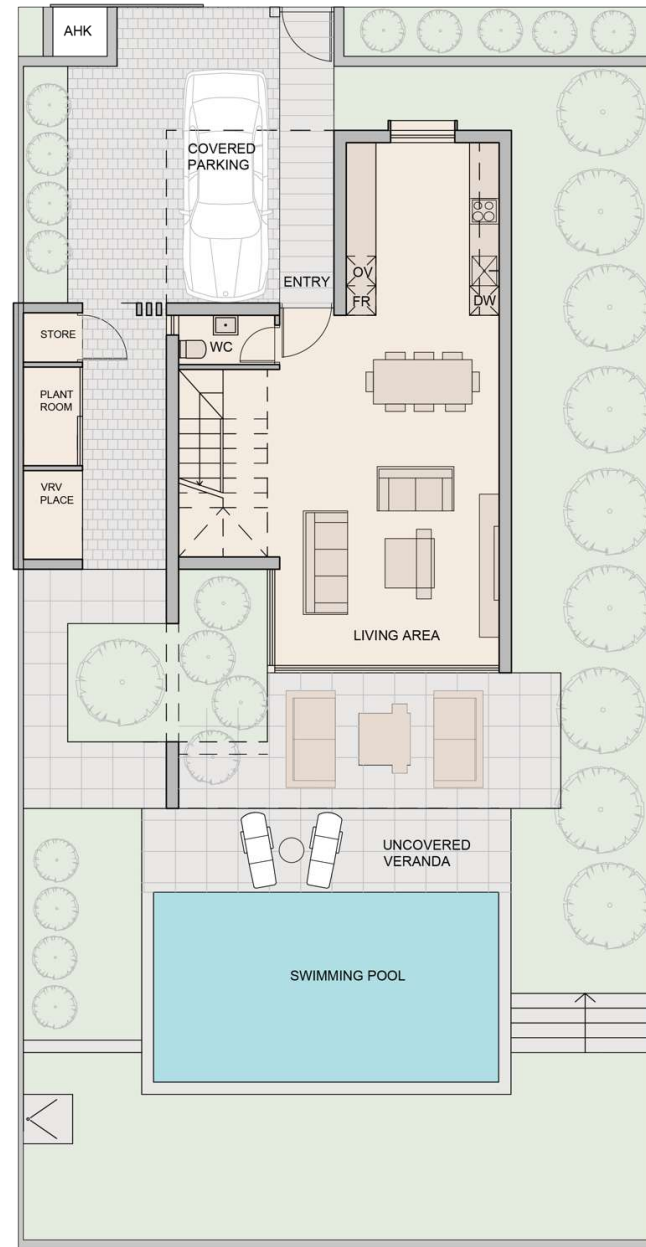 AHK
COVERED
PARKING
ENTRY
OV
FR
DW
STORE
WC
PLANT
ROOM
VRV
PLACE
LIVING AREA
UNCOVERED
VERANDA
SWIMMING POOL